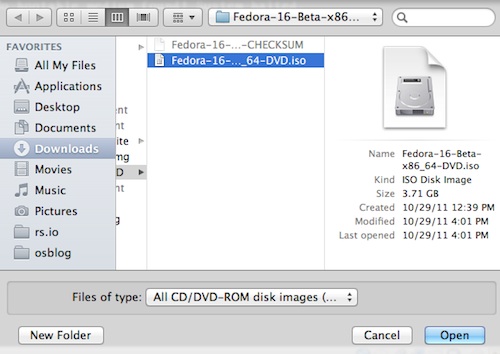 Fedora-16-Beta-x86...
FAVORITES
All My Files
Applications
Desktop
Documents
Downloads
Movies
Music
Pictures
rs.io
osblog
ent
ite
mg
D
ent
g
Fedora-16-...-CHECKSUM
Fedora-16-..._64-DVD.iso
Name Fedora-16-Beta-
x86_64-DVD.iso
Kind ISO Disk Image
Size 3.71 GB
Created 10/29/11 12:39 PM
Modified 10/29/11 4:01 PM
Last opened 10/29/11 4:01 PM
Files of type: All CD/DVD-ROM disk images (...
New Folder
Cancel
Open